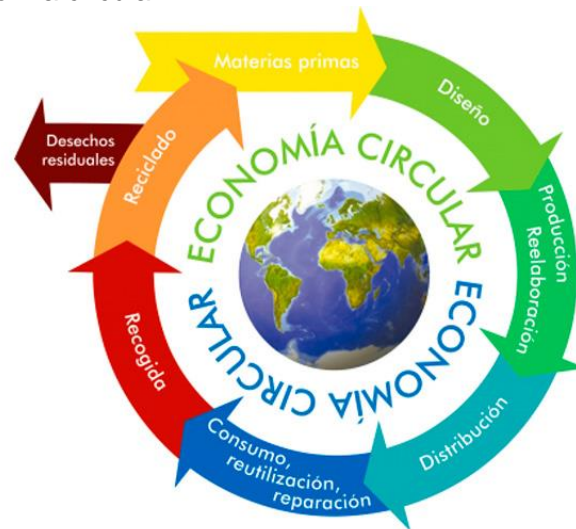 Materias primas
Diseño
Producción
Reelaboración
Distribución
Consumo,
reutilización,
reparación
Recogida
Reciclado
Desechos
residuales
ECONOMÍA CIRCULAR
ECONOMÍA CIRCULAR